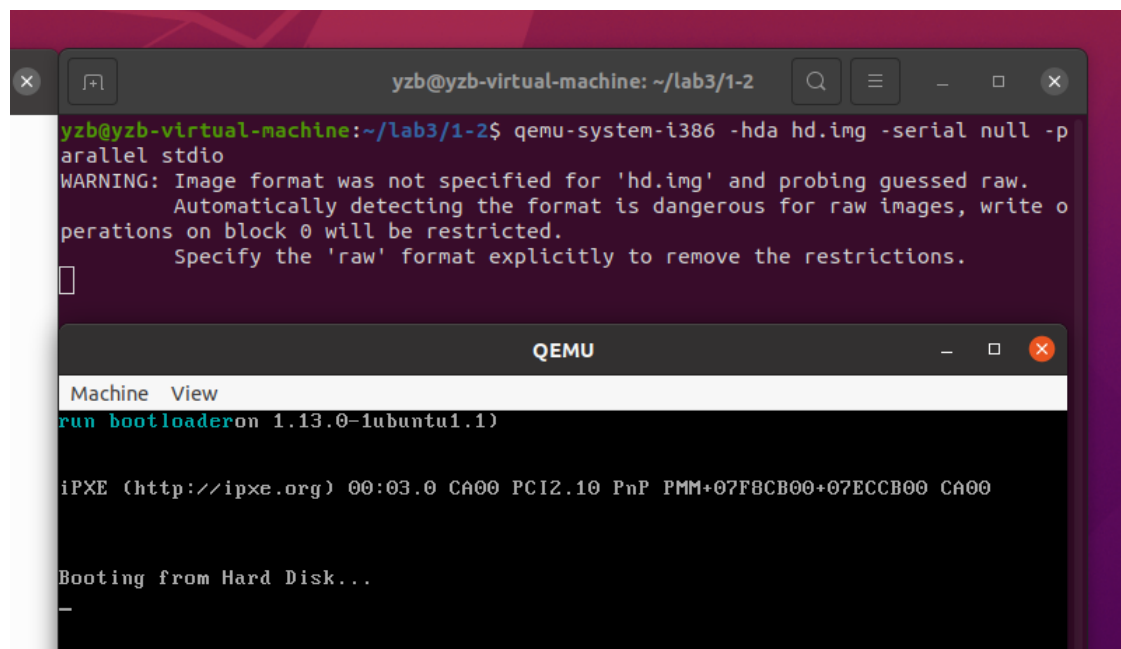 yzb@yzb-virtual-machine: ~/lab3/1-2
yzb@yzb-virtual-machine:~/lab3/1-2$ qemu-system-i386 -hda hd.img -serial null -p
arallel stdio
WARNING: Image format was not specified for 'hd.img' and probing guessed raw.
         Automatically detecting the format is dangerous for raw images, write o
perations on block 0 will be restricted.
         Specify the 'raw' format explicitly to remove the restrictions.
QEMU
Machine View
run bootloaderon 1.13.0-1ubuntu1.1)
iPXE (http://ipxe.org) 00:03.0 CA00 PCI2.10 PnP PMM+07F8CB00+07ECCB00 CA00
Booting from Hard Disk...